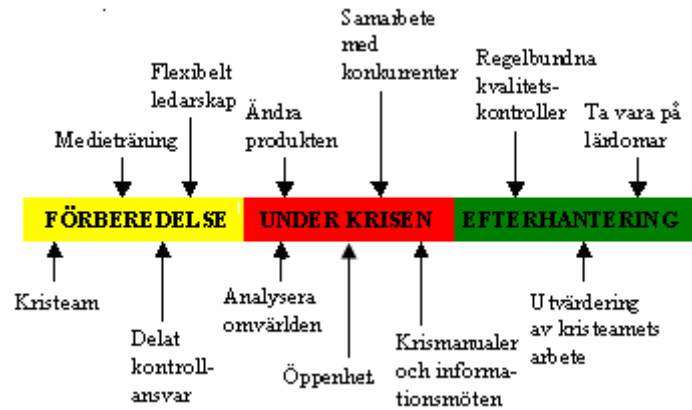 Samarbete
med
konkurrenter
Flexibelt
ledarskap
Regelbundna
kvalitets-
kontroller
Medieträning
Ändra
produkten
Ta vara på
lärdomar
FÖRBEREDELSE
UNDER KRISEN
EFTERHANTERING
Kristeam
Delat
kontroll-
ansvar
Analysera
omvärlden
Öppenhet.
Krismanualer
och informa-
tionsmöten
Utvärdering
av kristeamets
arbete